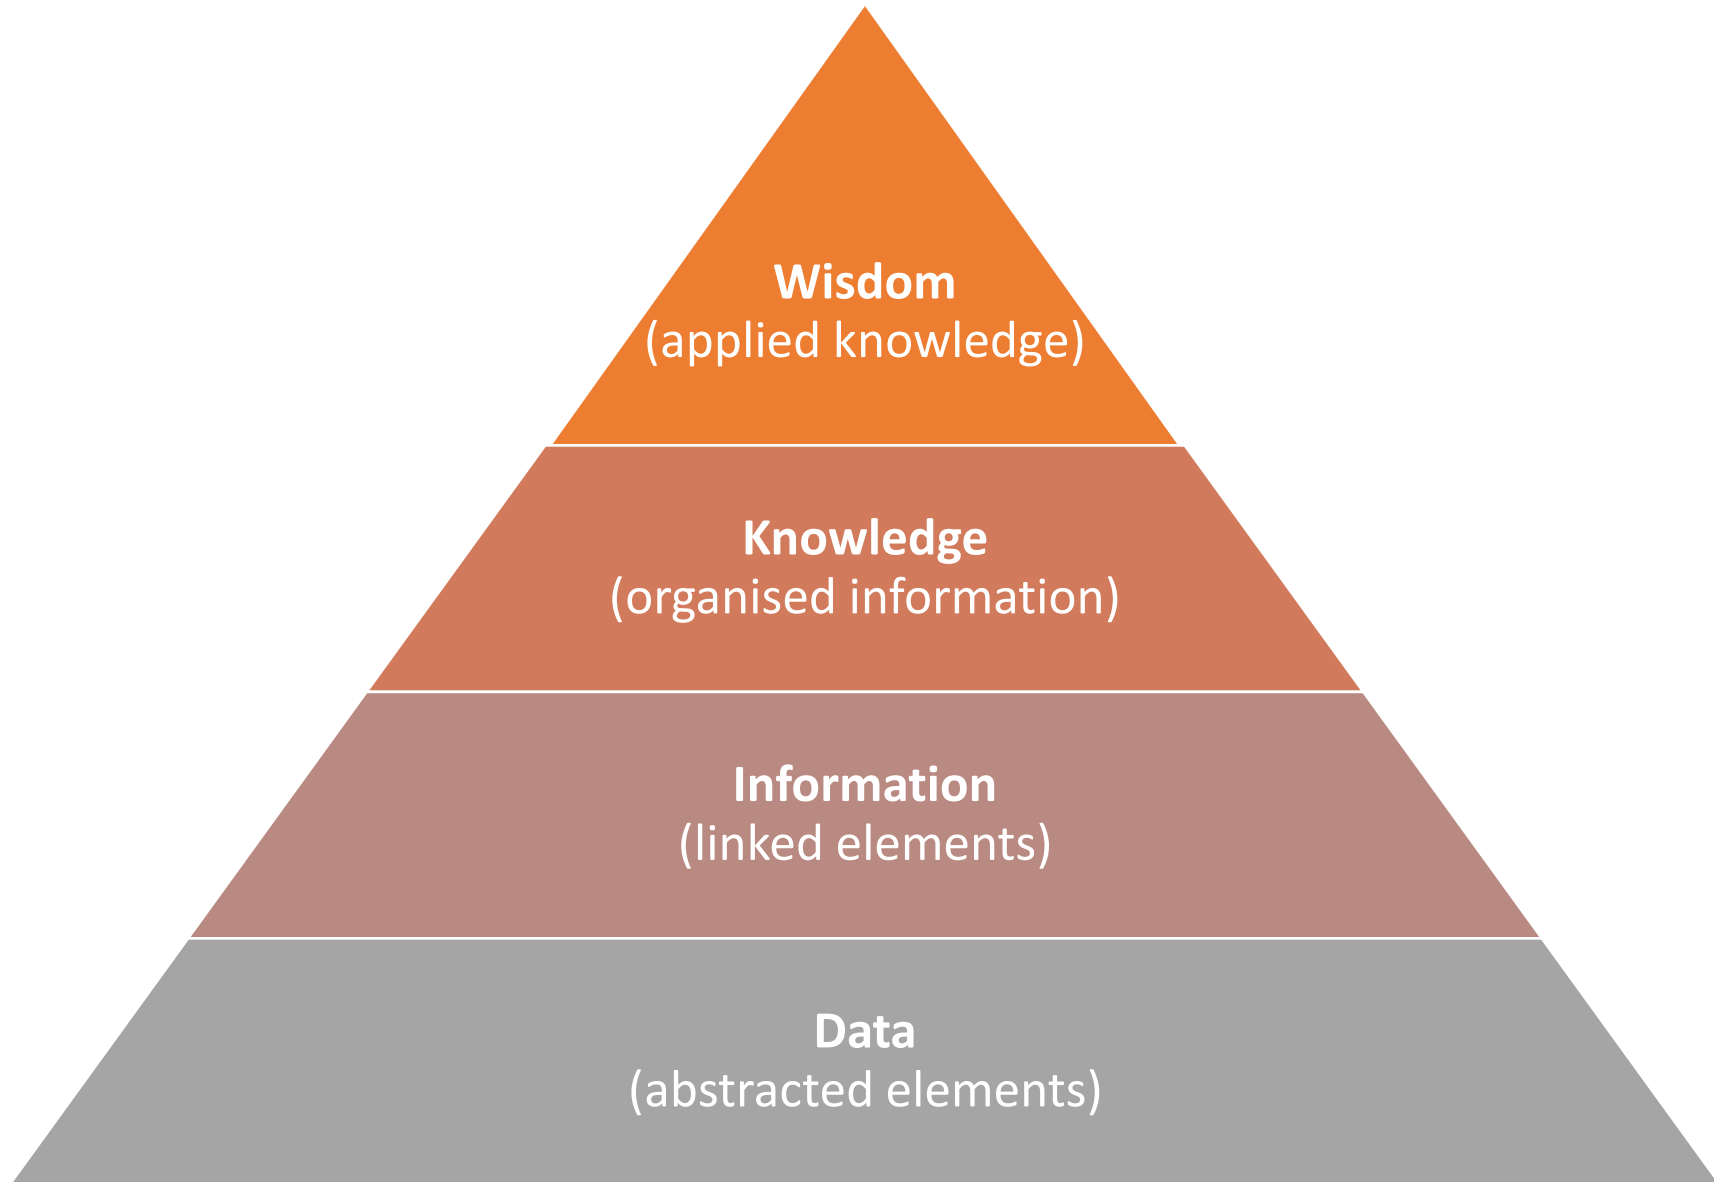 Wisdom
(applied knowledge)
Knowledge
(organised information)
Information
(linked elements)
Data
(abstracted elements)